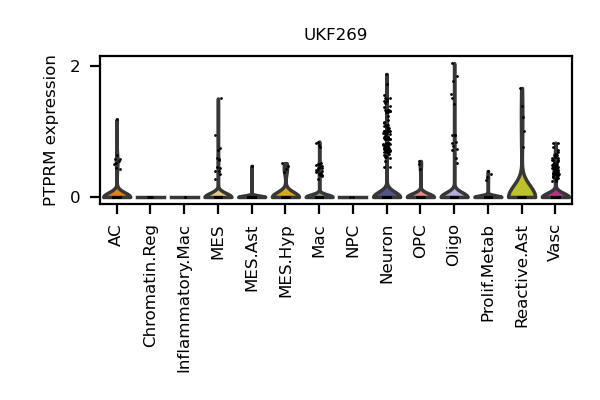 UKF269
PTPRM expression
2
0
AC
Chromatin.Reg
Inflammatory.Mac
MES
MES.Ast
MES.Hyp
Mac
NPC
Neuron
OPC
Oligo
Prolif.Metab
Reactive.Ast
Vasc